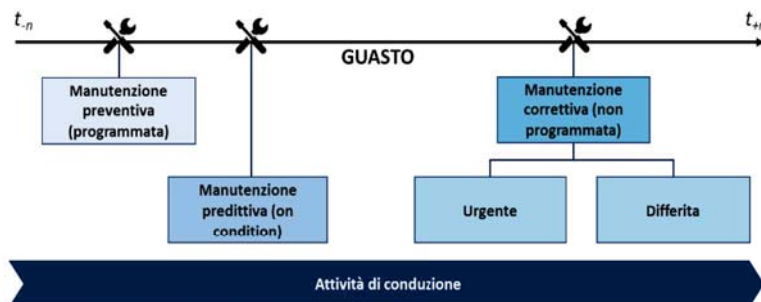 t-n
t+n
GUASTO
Manutenzione
preventiva
(programmata)
Manutenzione
correttiva (non
programmata)
Manutenzione
predittiva (on
condition)
Urgente
Differita
Attività di conduzione